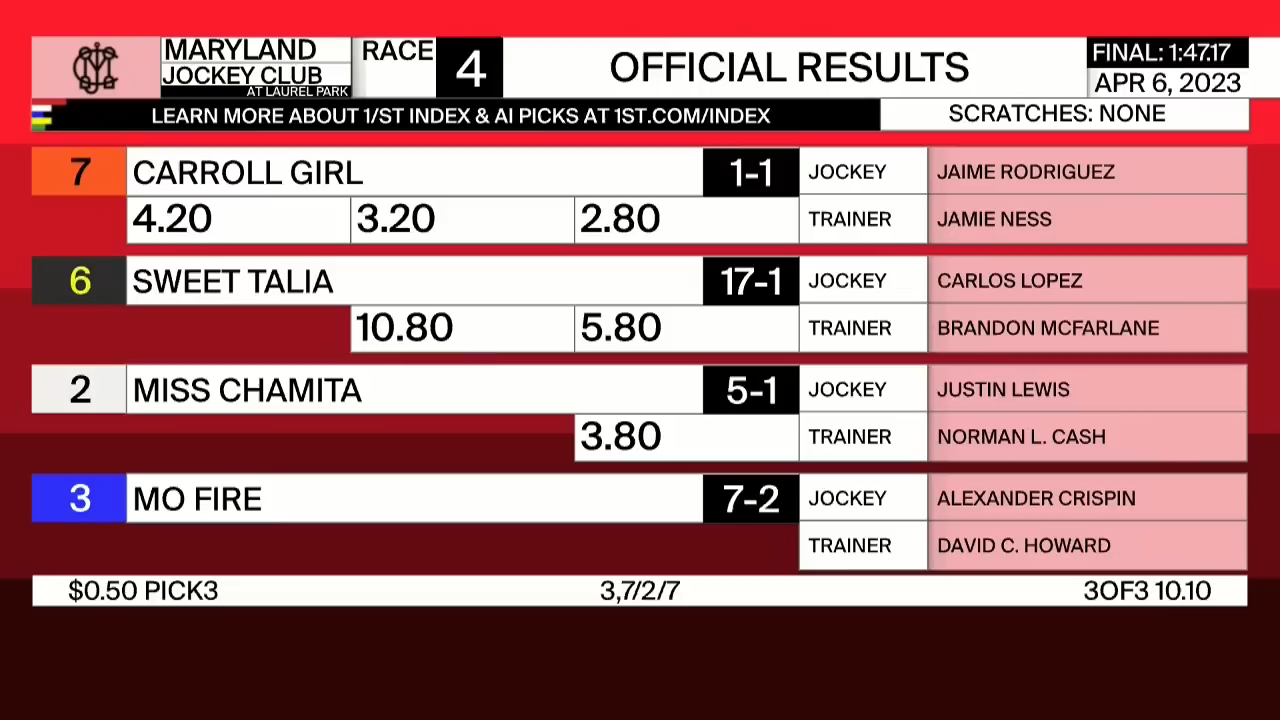 MARYLAND
JOCKEY CLUB
AT LAUREL PARK
RACE 4
OFFICIAL RESULTS
FINAL: 1:47.17
APR 6, 2023
LEARN MORE ABOUT 1/ST INDEX & AI PICKS AT 1ST.COM/INDEX
SCRATCHES: NONE
7 CARROLL GIRL 1-1 JOCKEY JAIME RODRIGUEZ
4.20 3.20 2.80 TRAINER JAMIE NESS
6 SWEET TALIA 17-1 JOCKEY CARLOS LOPEZ
10.80 5.80 TRAINER BRANDON MCFARLANE
2 MISS CHAMITA 5-1 JOCKEY JUSTIN LEWIS
3.80 TRAINER NORMAN L. CASH
3 MO FIRE 7-2 JOCKEY ALEXANDER CRISPIN
TRAINER DAVID C. HOWARD
$0.50 PICK3 3,7/2/7 3OF3 10.10